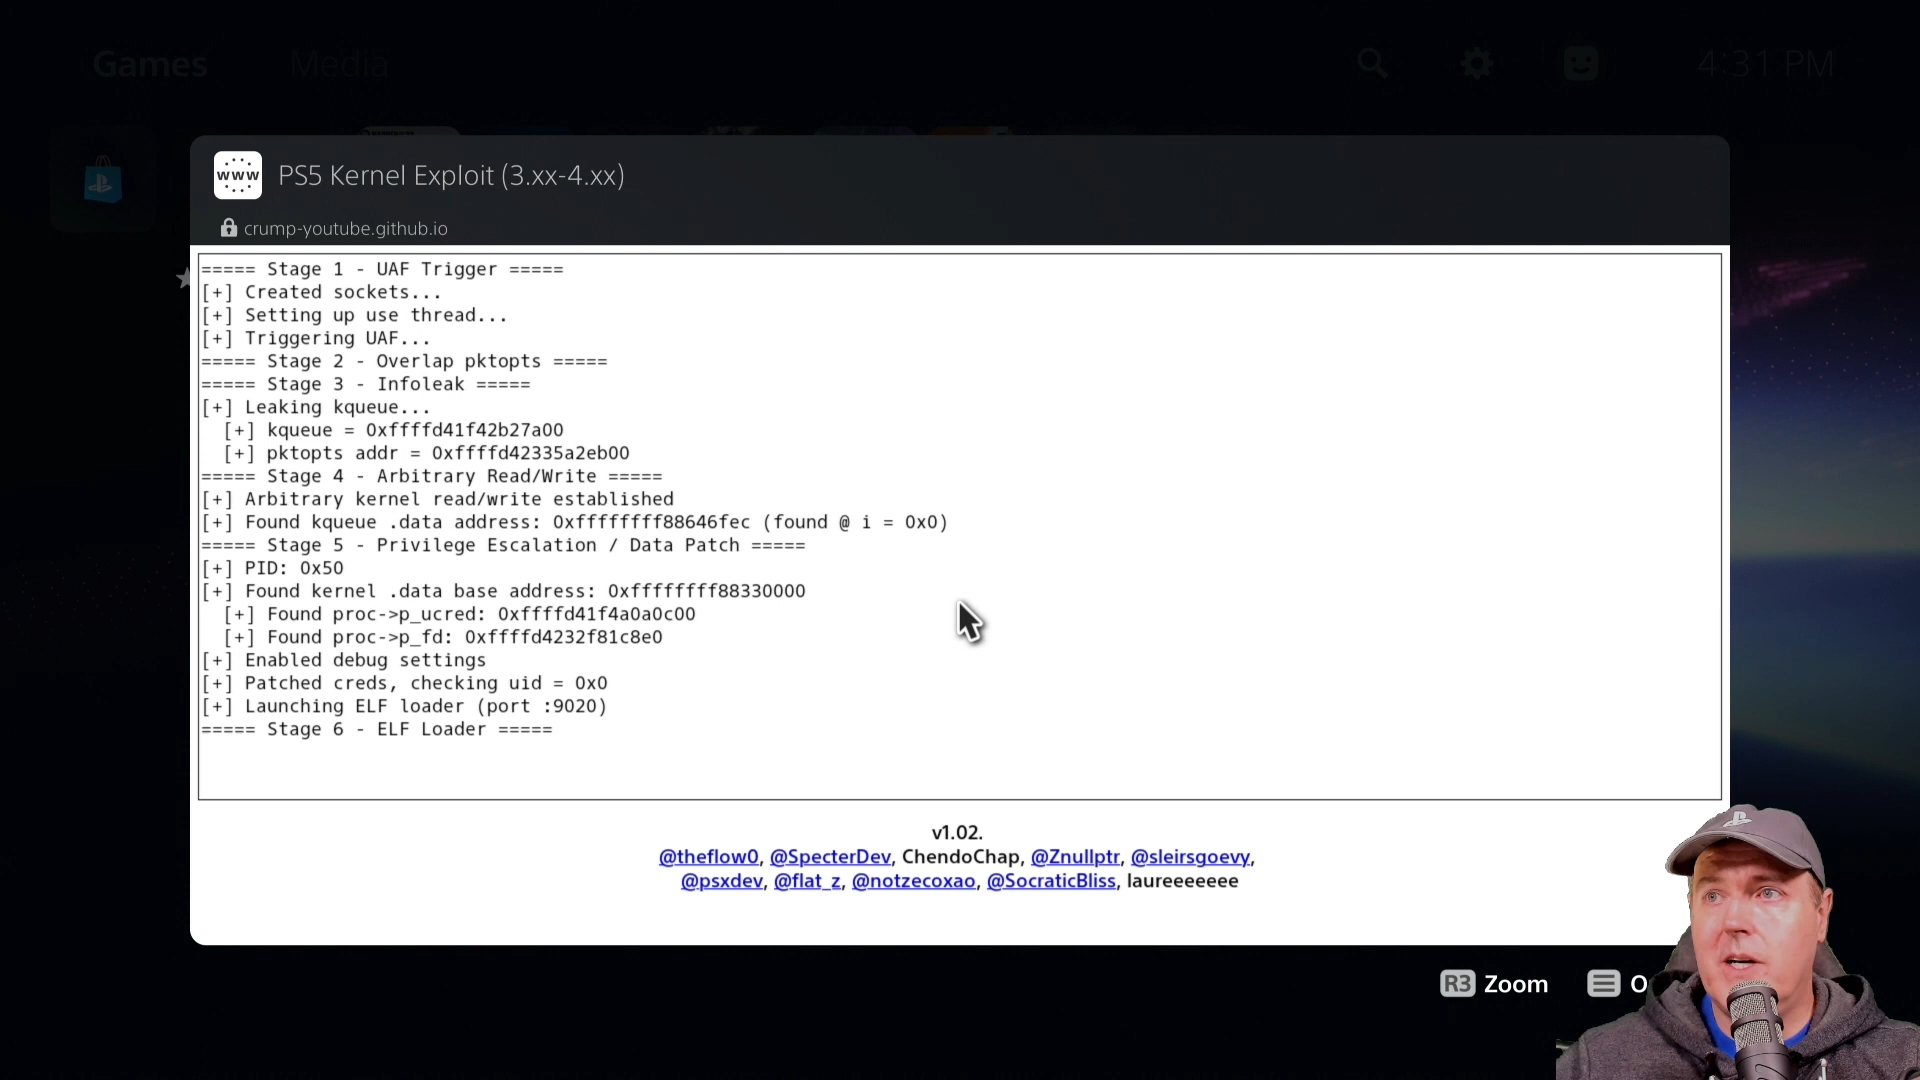 Games Media 4:31 PM
www PS5 Kernel Exploit (3.xx-4.xx)
crump-youtube.github.io
===== Stage 1 - UAF Trigger =====
[+] Created sockets...
[+] Setting up use thread...
[+] Triggering UAF...
===== Stage 2 - Overlap pktopts =====
===== Stage 3 - Infoleak =====
[+] Leaking kqueue...
[+] kqueue = 0xffffd41f42b27a00
[+] pktopts addr = 0xffffd42335a2eb00
===== Stage 4 - Arbitrary Read/Write =====
[+] Arbitrary kernel read/write established
[+] Found kqueue .data address: 0xffffffff88646fec (found @ i = 0x0)
===== Stage 5 - Privilege Escalation / Data Patch =====
[+] PID: 0x50
[+] Found kernel .data base address: 0xffffffff88330000
[+] Found proc->p_ucred: 0xffffd41f4a0a0c00
[+] Found proc->p_fd: 0xffffd4232f81c8e0
[+] Enabled debug settings
[+] Patched creds, checking uid = 0x0
[+] Launching ELF loader (port :9020)
===== Stage 6 - ELF Loader =====
v1.02.
@theflow0, @SpecterDev, ChendoChap, @Znullptr, @sleirsgoevy,
@psxdev, @flat_z, @notzecoxao, @SocraticBliss, laureeeeeee
R3 Zoom O